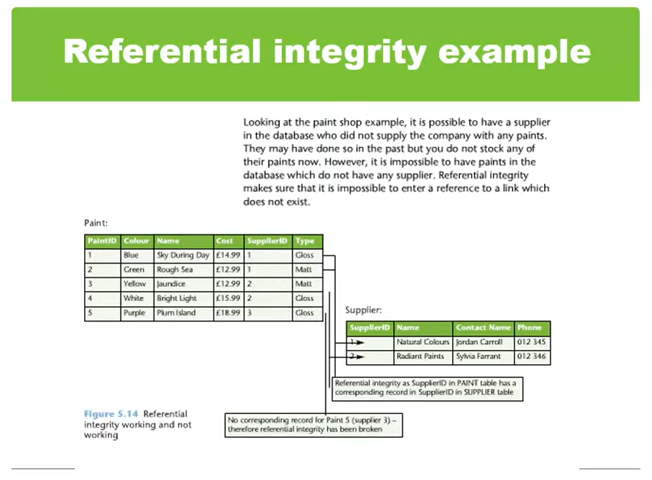 Referential integrity example
Looking at the paint shop example, it is possible to have a supplier
in the database who did not supply the company with any paints.
They may have done so in the past but you do not stock any of
their paints now. However, it is impossible to have paints in the
database which do not have any supplier. Referential integrity
makes sure that it is impossible to enter a reference to a link which
does not exist.
Paint:
PaintID Colour Name Cost SupplierID Type
1 Blue Sky During Day £14.99 1 Gloss
2 Green Rough Sea £12.99 1 Matt
3 Yellow Jaundice £12.99 2 Matt
4 White Bright Light £15.99 2 Gloss
5 Purple Plum Island £18.99 3 Gloss
Supplier:
SupplierID Name Contact Name Phone
1 Natural Colours Jordan Carroll 012 345
2 Radiant Paints Sylvia Farrant 012 346
Referential integrity as SupplierID in PAINT table has a
corresponding record in SupplierID in SUPPLIER table
Figure 5.14 Referential
integrity working and not
working
No corresponding record for Paint 5 (supplier 3) –
therefore referential integrity has been broken